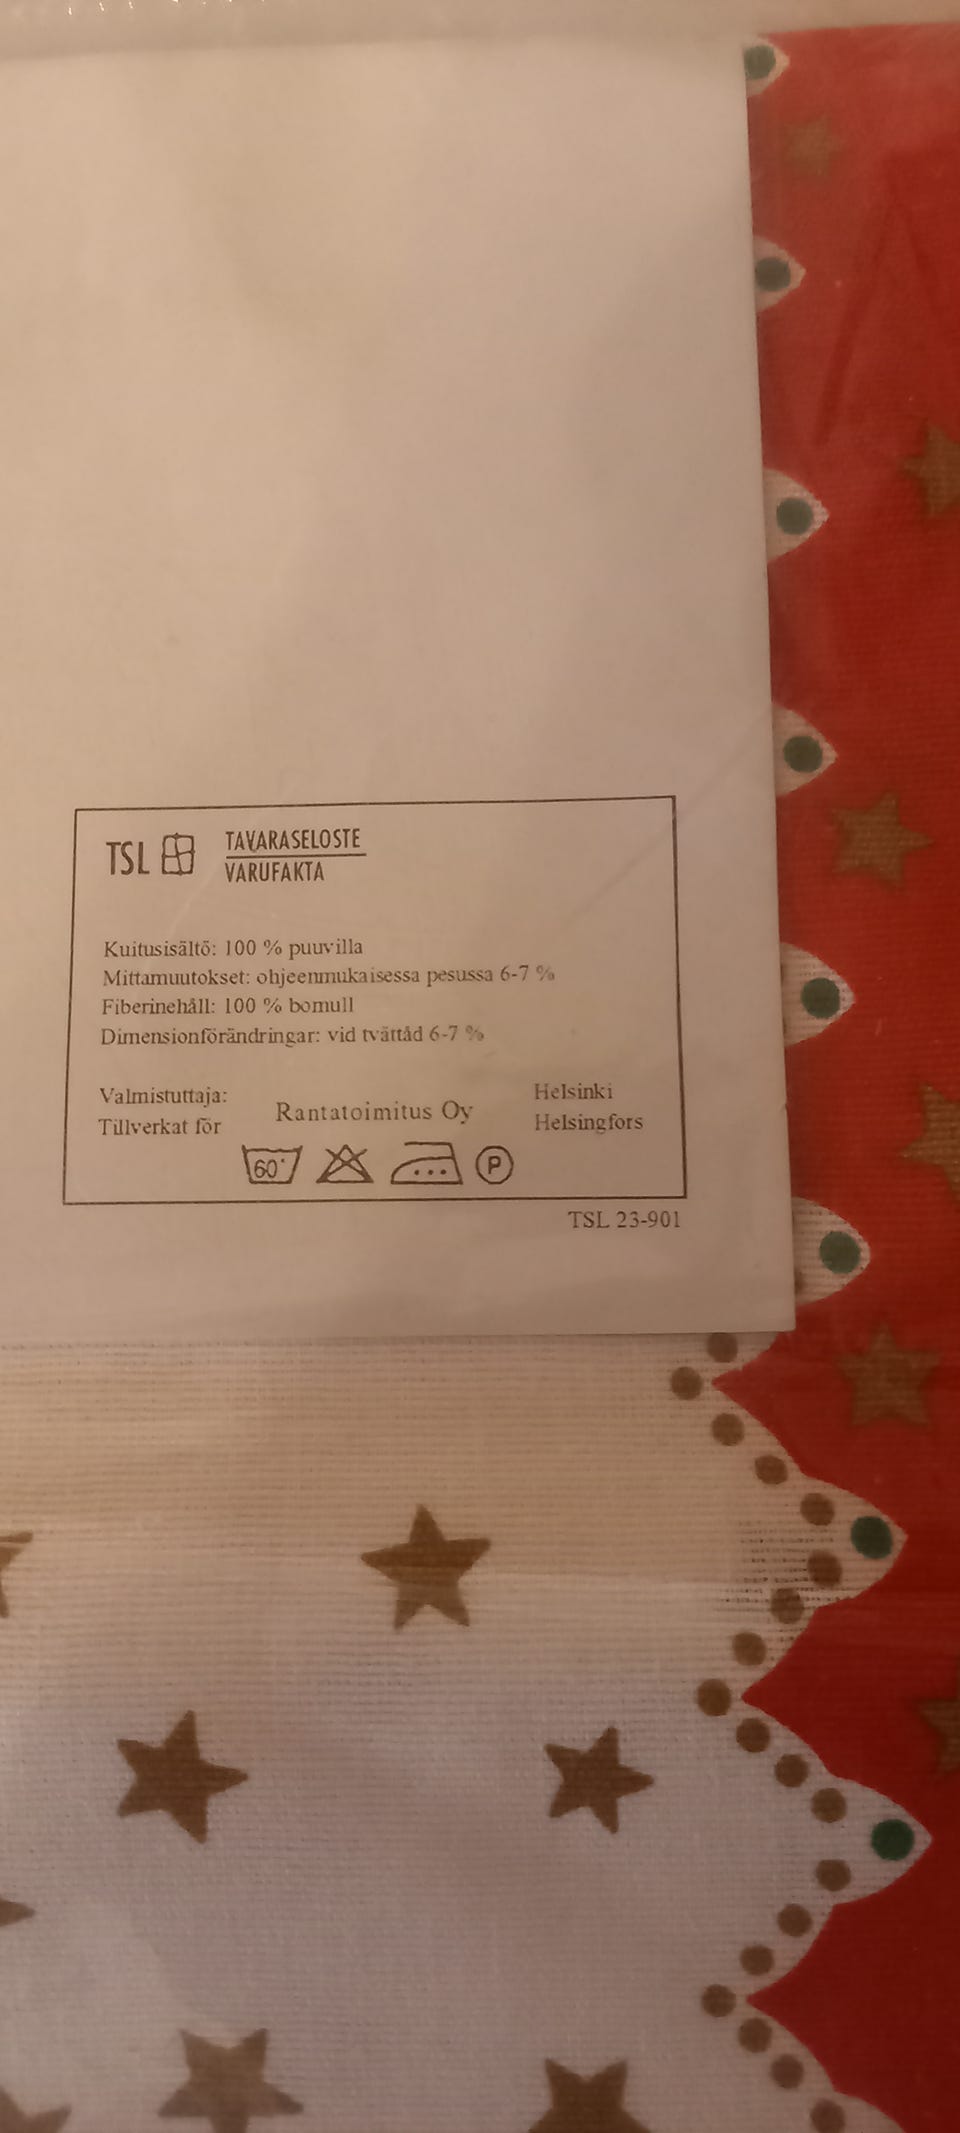 TSL TAVARASELOSTE
VARUFAKTA
Kuitusisältö: 100 % puuvilla
Mittamuutokset: ohjeenmukaisessa pesussa 6-7 %
Fiberinehåll: 100 % bomull
Dimensionförändringar: vid tvättåd 6-7 %
Valmistuttaja: Rantatoimitus Oy Helsinki
Tillverkat för Helsingfors
60° P
TSL 23-901